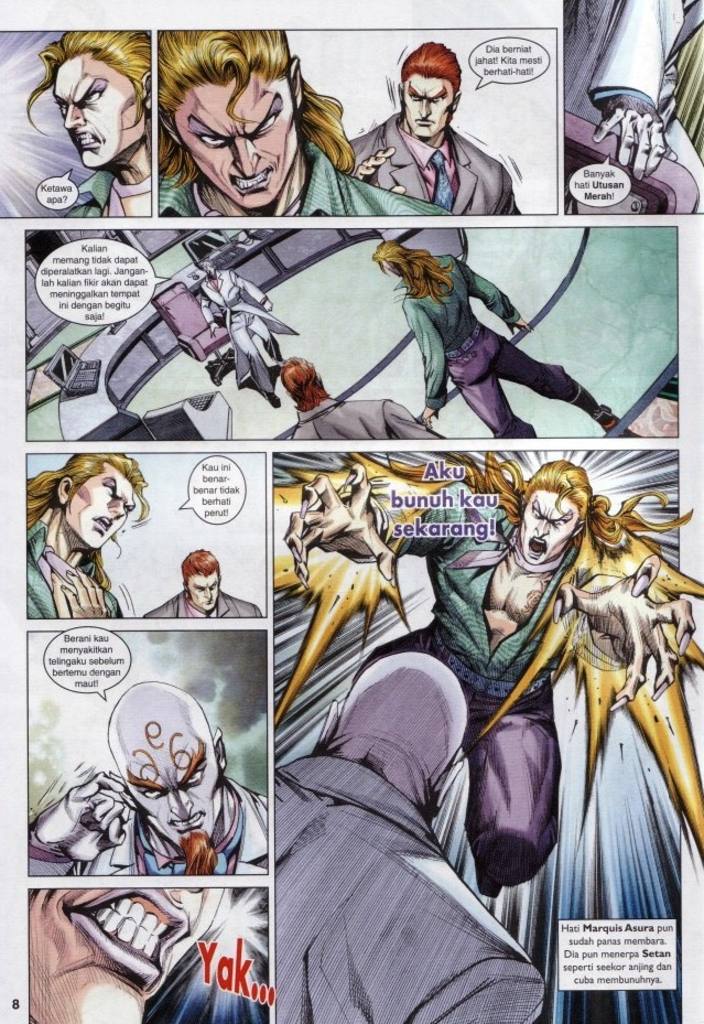 Ketawa
apa?
Dia berniat
jahat! Kita mesti
berhati-hati!
Banyak
hati Utusan
Merah!
Kalian
memang tidak dapat
diperalatkan lagi. Jangan-
lah kalian fikir akan dapat
meninggalkan tempat
ini dengan begitu
saja!
Kau ini
benar-
benar tidak
berhati
perut!
Aku
bunuh kau
sekarang!
Berani kau
menyakitkan
telingaku sebelum
bertemu dengan
maut!
Yak...
Hati Marquis Asura pun
sudah panas membara.
Dia pun menerpa Setan
seperti seekor anjing dan
cuba membunuhnya.
8